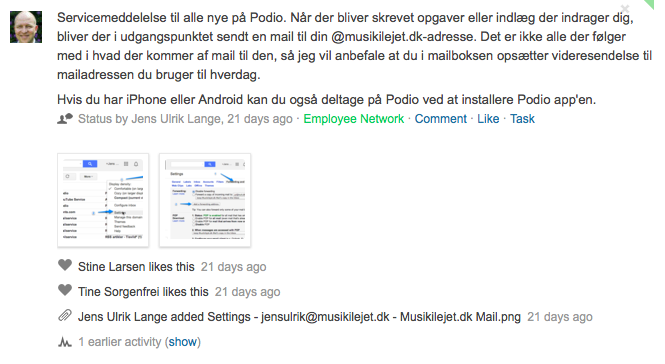 Servicemeddelelse til alle nye på Podio. Når der bliver skrevet opgaver eller indlæg der indrager dig,
bliver der i udgangspunktet sendt en mail til din @musikilejet.dk-adresse. Det er ikke alle der følger
med i hvad der kommer af mail til den, så jeg vil anbefale at du i mailboksen opsætter videresendelse til
mailadressen du bruger til hverdag.
Hvis du har iPhone eller Android kan du også deltage på Podio ved at installere Podio app'en.
Status by Jens Ulrik Lange, 21 days ago · Employee Network · Comment · Like · Task
Settings
Stine Larsen likes this 21 days ago
Tine Sorgenfrei likes this 21 days ago
Jens Ulrik Lange added Settings - jensulrik@musikilejet.dk - Musikilejet.dk Mail.png 21 days ago
1 earlier activity (show)